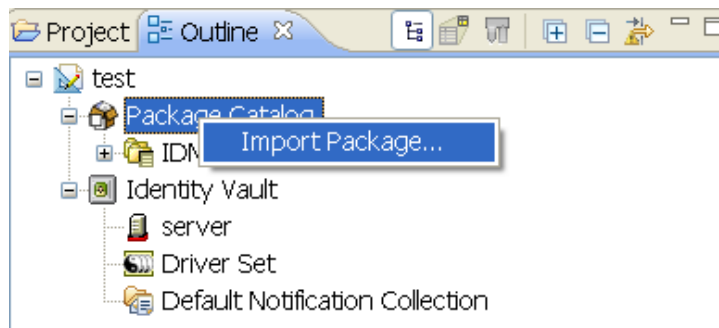 Project Outline
test
Package Catalog
Import Package...
IDM
Identity Vault
server
Driver Set
Default Notification Collection